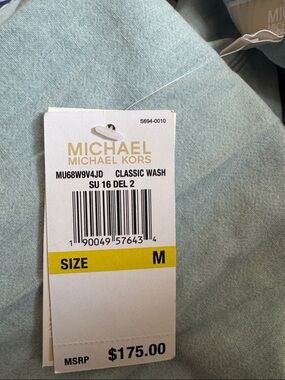 S694-0010
MICHAEL
MICHAEL KORS
MU68W9V4JD CLASSIC WASH
SU 16 DEL 2
1 90049 57643 4
SIZE M
MSRP $175.00